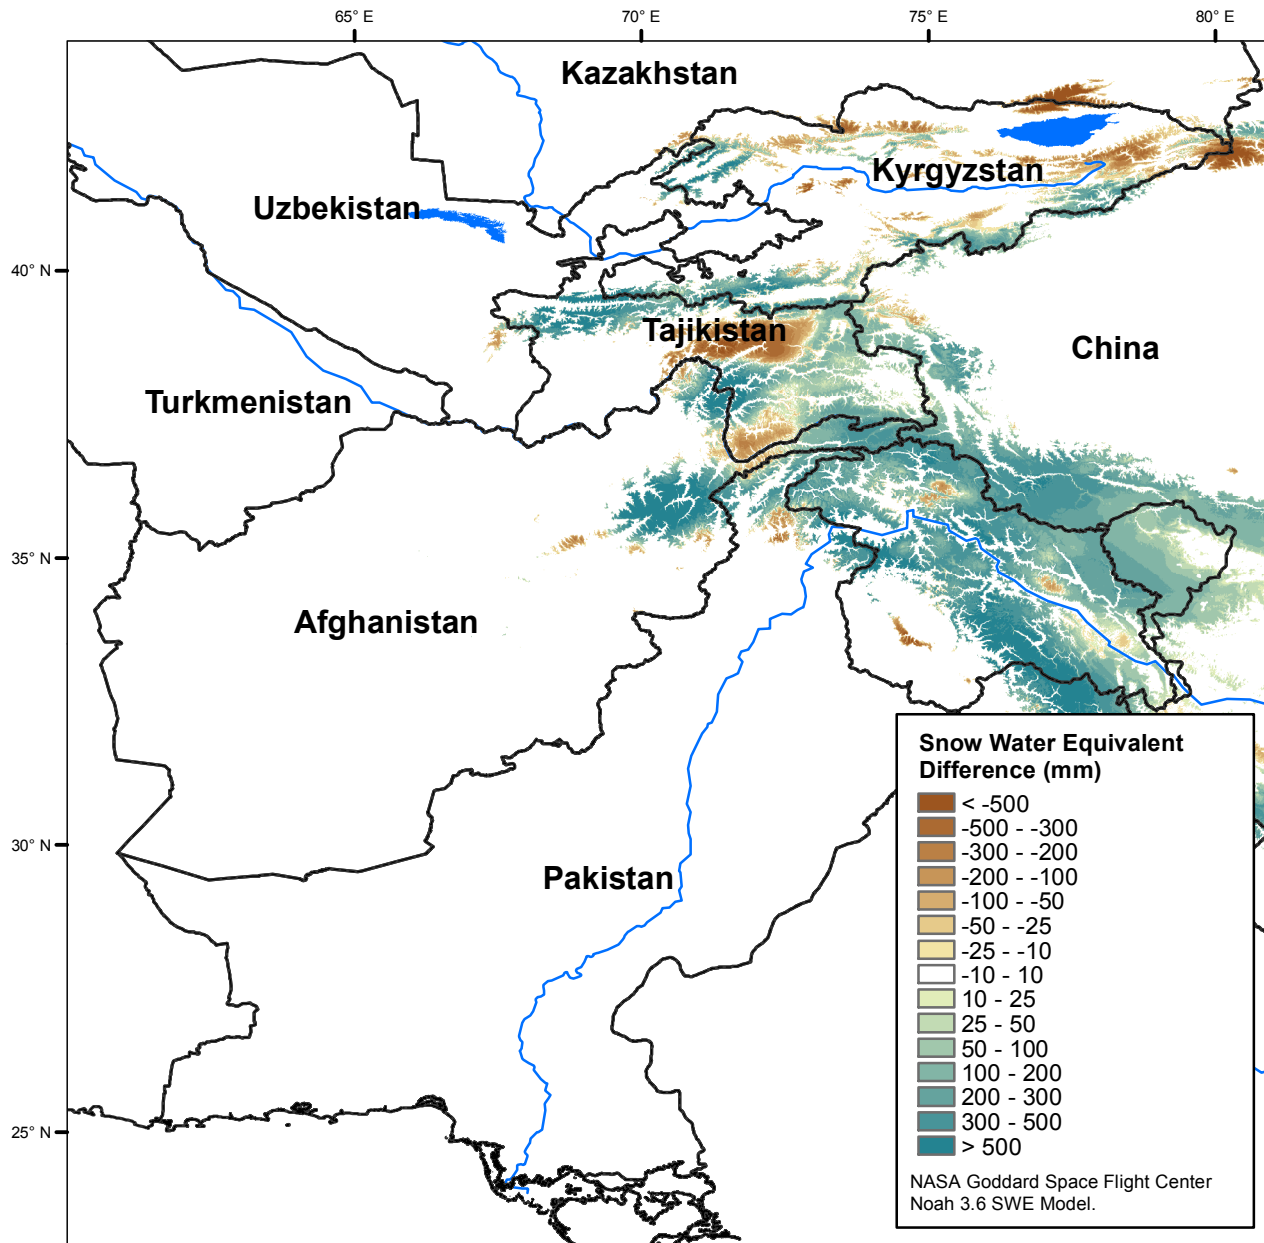 65° E
70° E
75° E
80° E
Kazakhstan
Kyrgyzstan
Uzbekistan
40° N
Tajikistan
China
Turkmenistan
35° N
Afghanistan
Snow Water Equivalent
Difference (mm)
< -500
-500 - -300
-300 - -200
-200 - -100
-100 - -50
-50 - -25
-25 - -10
-10 - 10
10 - 25
25 - 50
50 - 100
100 - 200
200 - 300
300 - 500
> 500
NASA Goddard Space Flight Center
Noah 3.6 SWE Model.
30° N
Pakistan
25° N